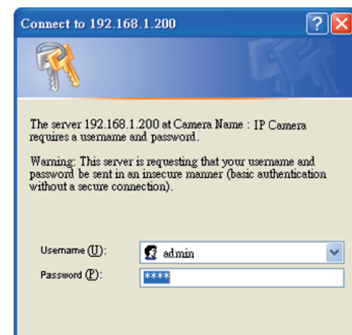 Connect to 192.168.1.200
The server 192.168.1.200 at Camera Name : IP Camera
requires a username and password.
Warning: This server is requesting that your username and
password be sent in an insecure manner (basic authentication
without a secure connection).
Username (U): admin
Password (P): ****